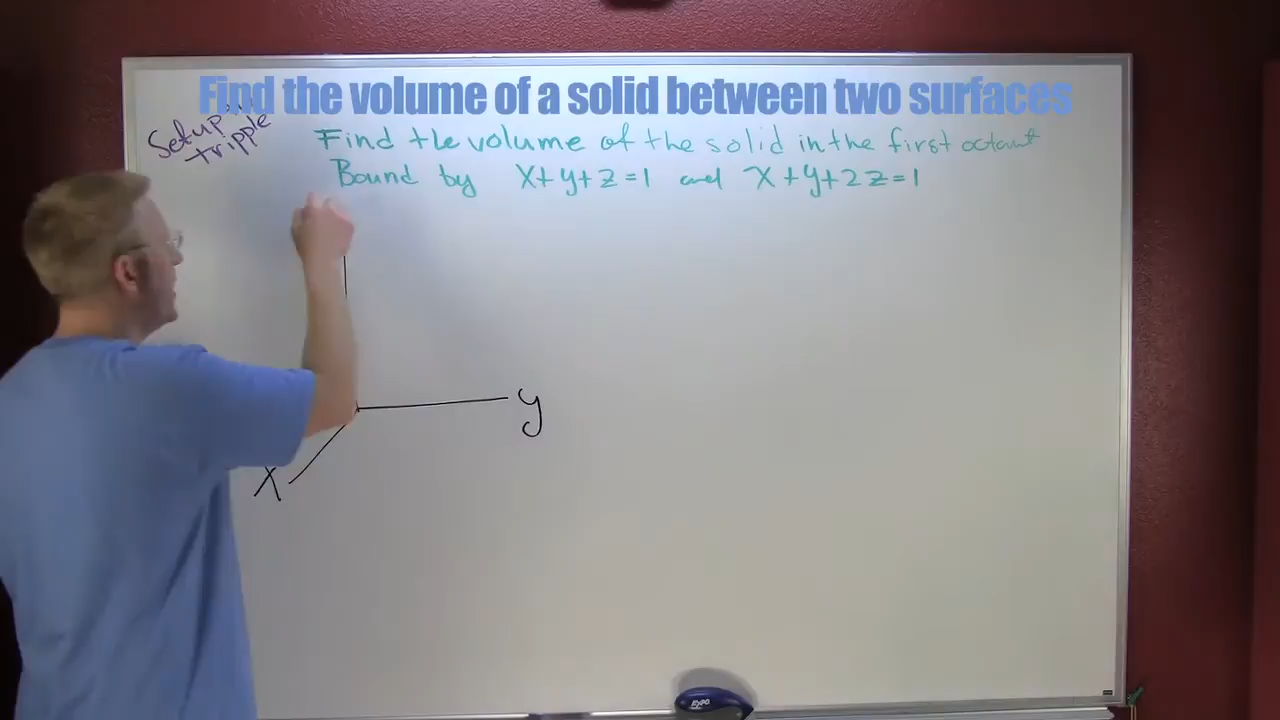 Find the volume of a solid between two surfaces
Setup
tripple
Find the volume of the solid in the first octant
Bound by x+y+z=1 and x+y+2z=1
y
x
EXPO